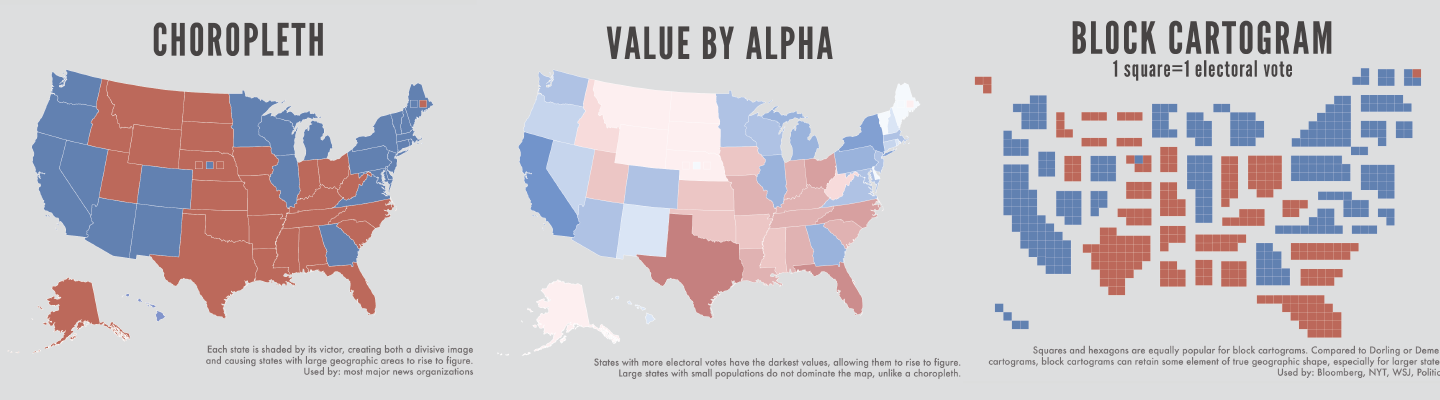 CHOROPLETH
Each state is shaded by its victor, creating both a divisive image
and causing states with large geographic areas to rise to figure.
Used by: most major news organizations
VALUE BY ALPHA
States with more electoral votes have the darkest values, allowing them to rise to figure.
Large states with small populations do not dominate the map, unlike a choropleth.
BLOCK CARTOGRAM
1 square=1 electoral vote
Squares and hexagons are equally popular for block cartograms. Compared to Dorling or Deme
cartograms, block cartograms can retain some element of true geographic shape, especially for larger state
Used by: Bloomberg, NYT, WSJ, Politic